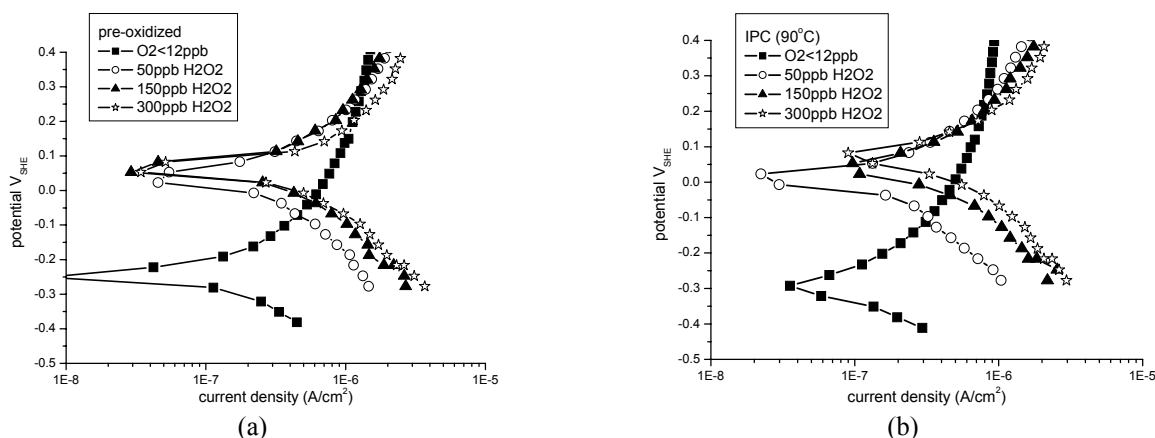 pre-oxidized
O2<12ppb
50ppb H2O2
150ppb H2O2
300ppb H2O2
0.4
0.3
0.2
0.1
0.0
-0.1
-0.2
-0.3
-0.4
-0.5
potential V_SHE
1E-8
1E-7
1E-6
1E-5
current density (A/cm²)
(a)
IPC (90°C)
O2<12ppb
50ppb H2O2
150ppb H2O2
300ppb H2O2
0.4
0.3
0.2
0.1
0.0
-0.1
-0.2
-0.3
-0.4
-0.5
potential V_SHE
1E-8
1E-7
1E-6
1E-5
current density (A/cm²)
(b)